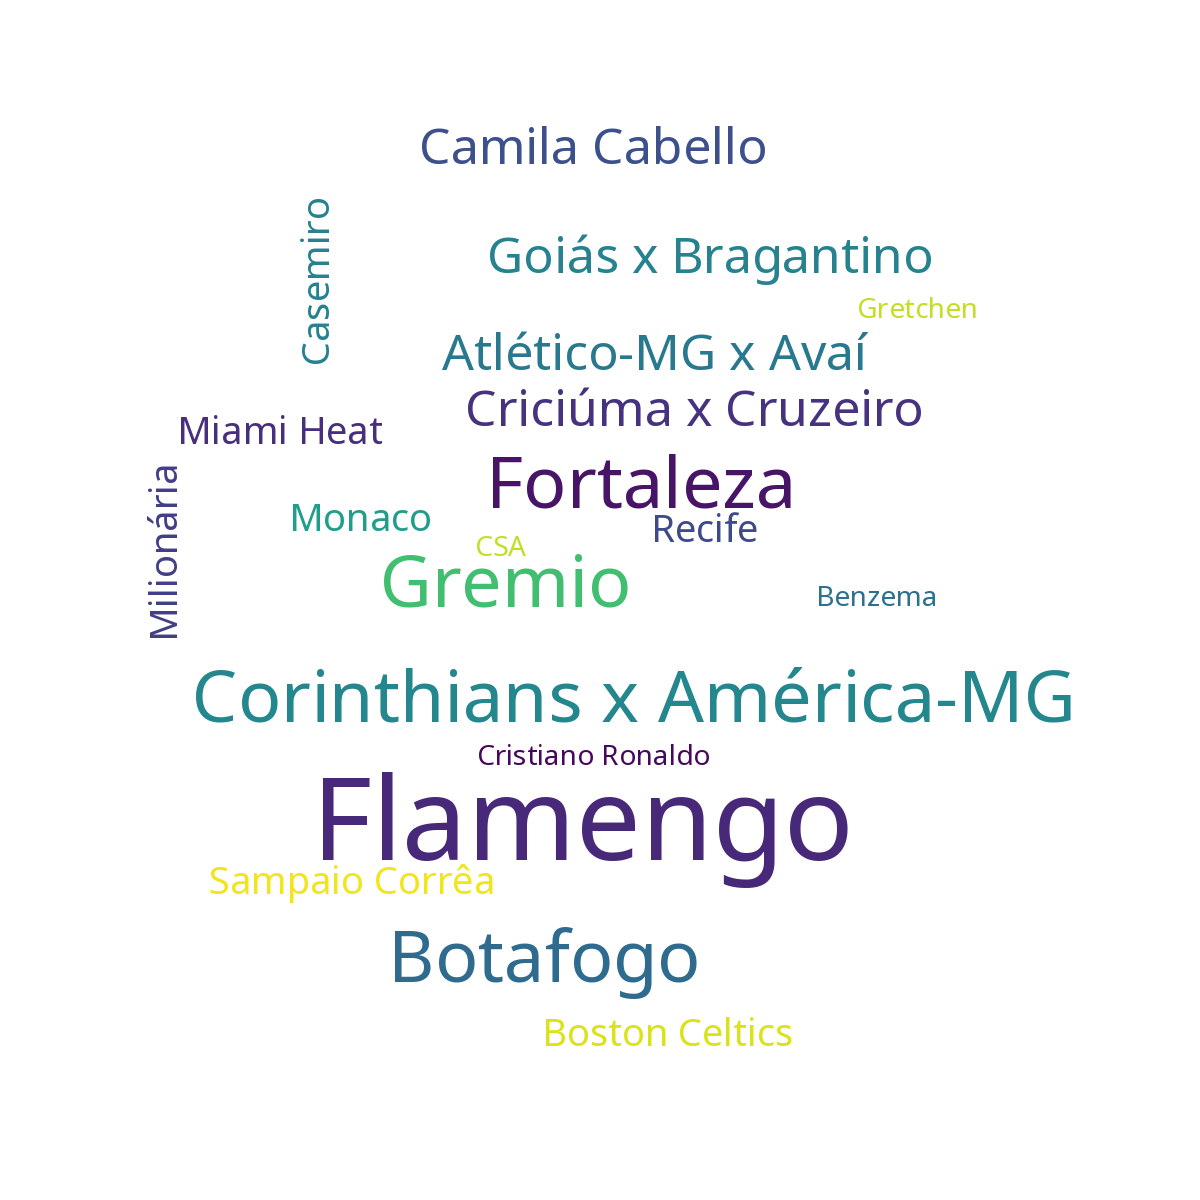 Camila Cabello
Casemiro
Goiás x Bragantino
Gretchen
Atlético-MG x Avaí
Criciúma x Cruzeiro
Miami Heat
Fortaleza
Milionária
Monaco
Recife
CSA
Gremio
Benzema
Corinthians x América-MG
Cristiano Ronaldo
Flamengo
Sampaio Corrêa
Botafogo
Boston Celtics